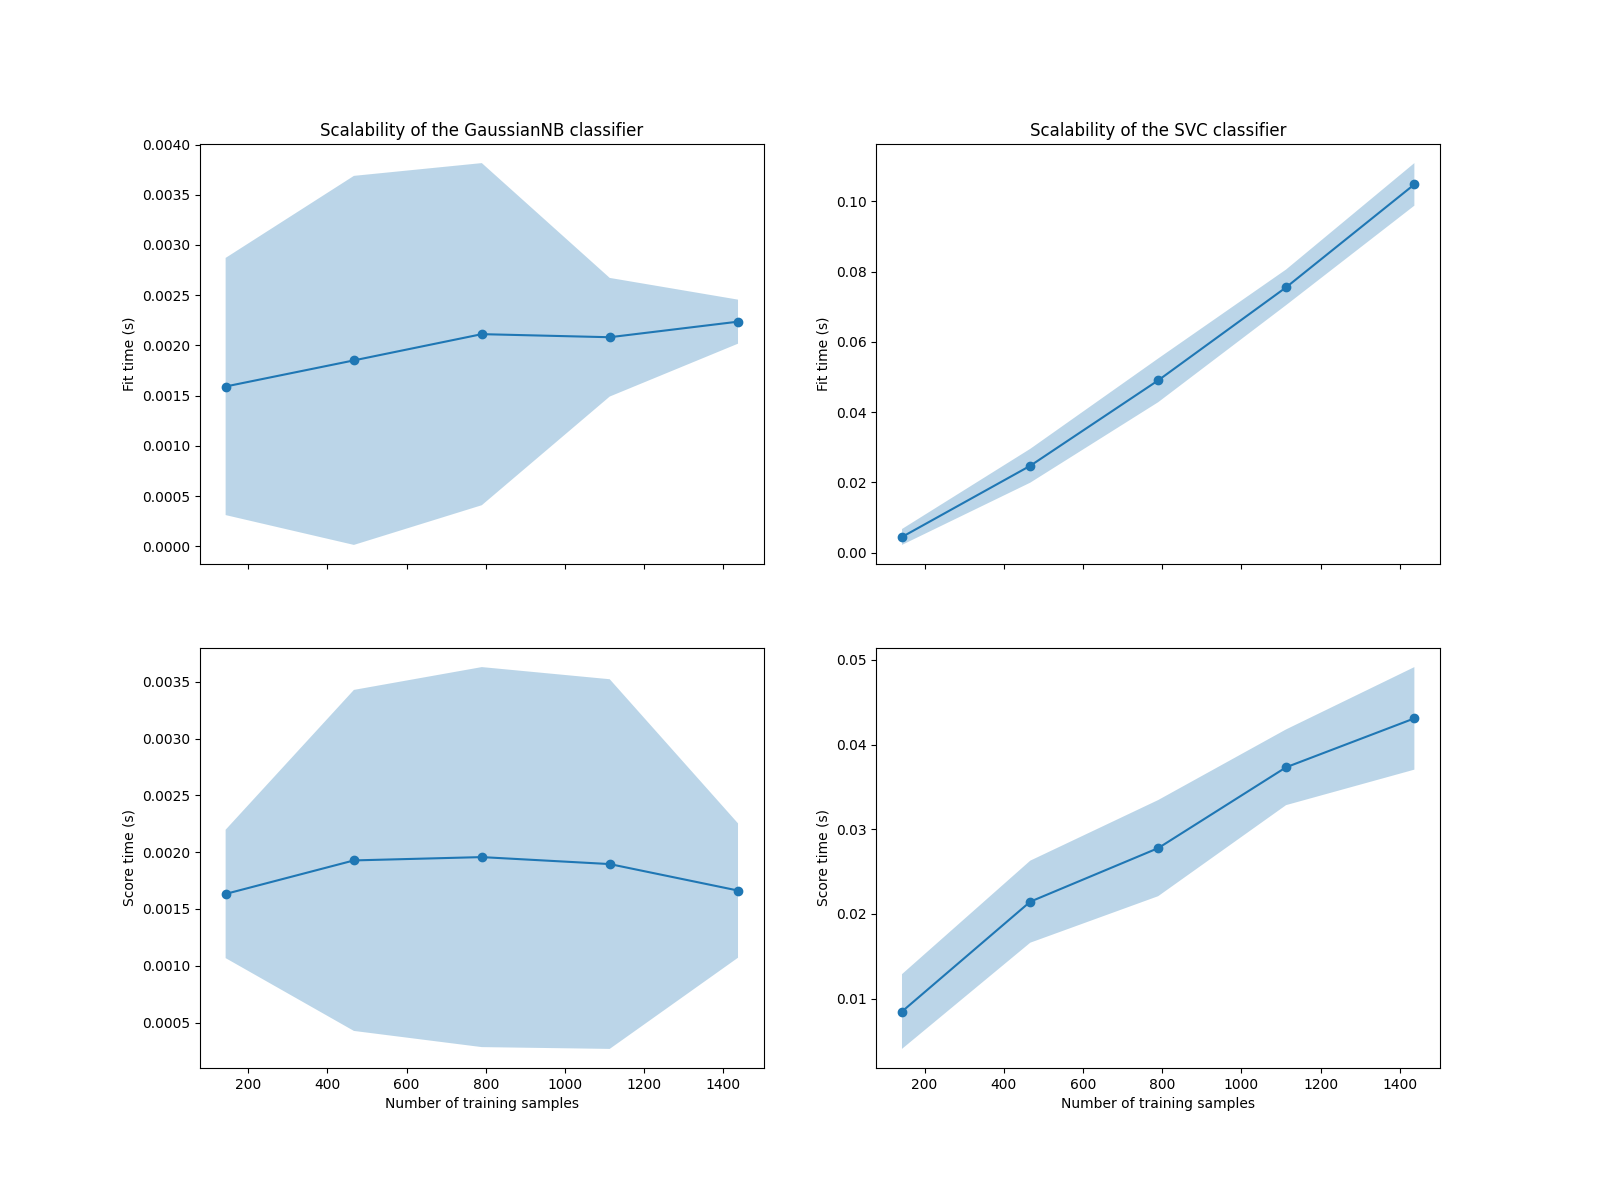 Scalability of the GaussianNB classifier
0.0040
0.0035
0.0030
0.0025
0.0020
0.0015
0.0010
0.0005
0.0000
Fit time (s)
Scalability of the SVC classifier
0.10
0.08
0.06
0.04
0.02
0.00
Fit time (s)
0.0035
0.0030
0.0025
0.0020
0.0015
0.0010
0.0005
Score time (s)
200 400 600 800 1000 1200 1400
Number of training samples
0.05
0.04
0.03
0.02
0.01
Score time (s)
200 400 600 800 1000 1200 1400
Number of training samples